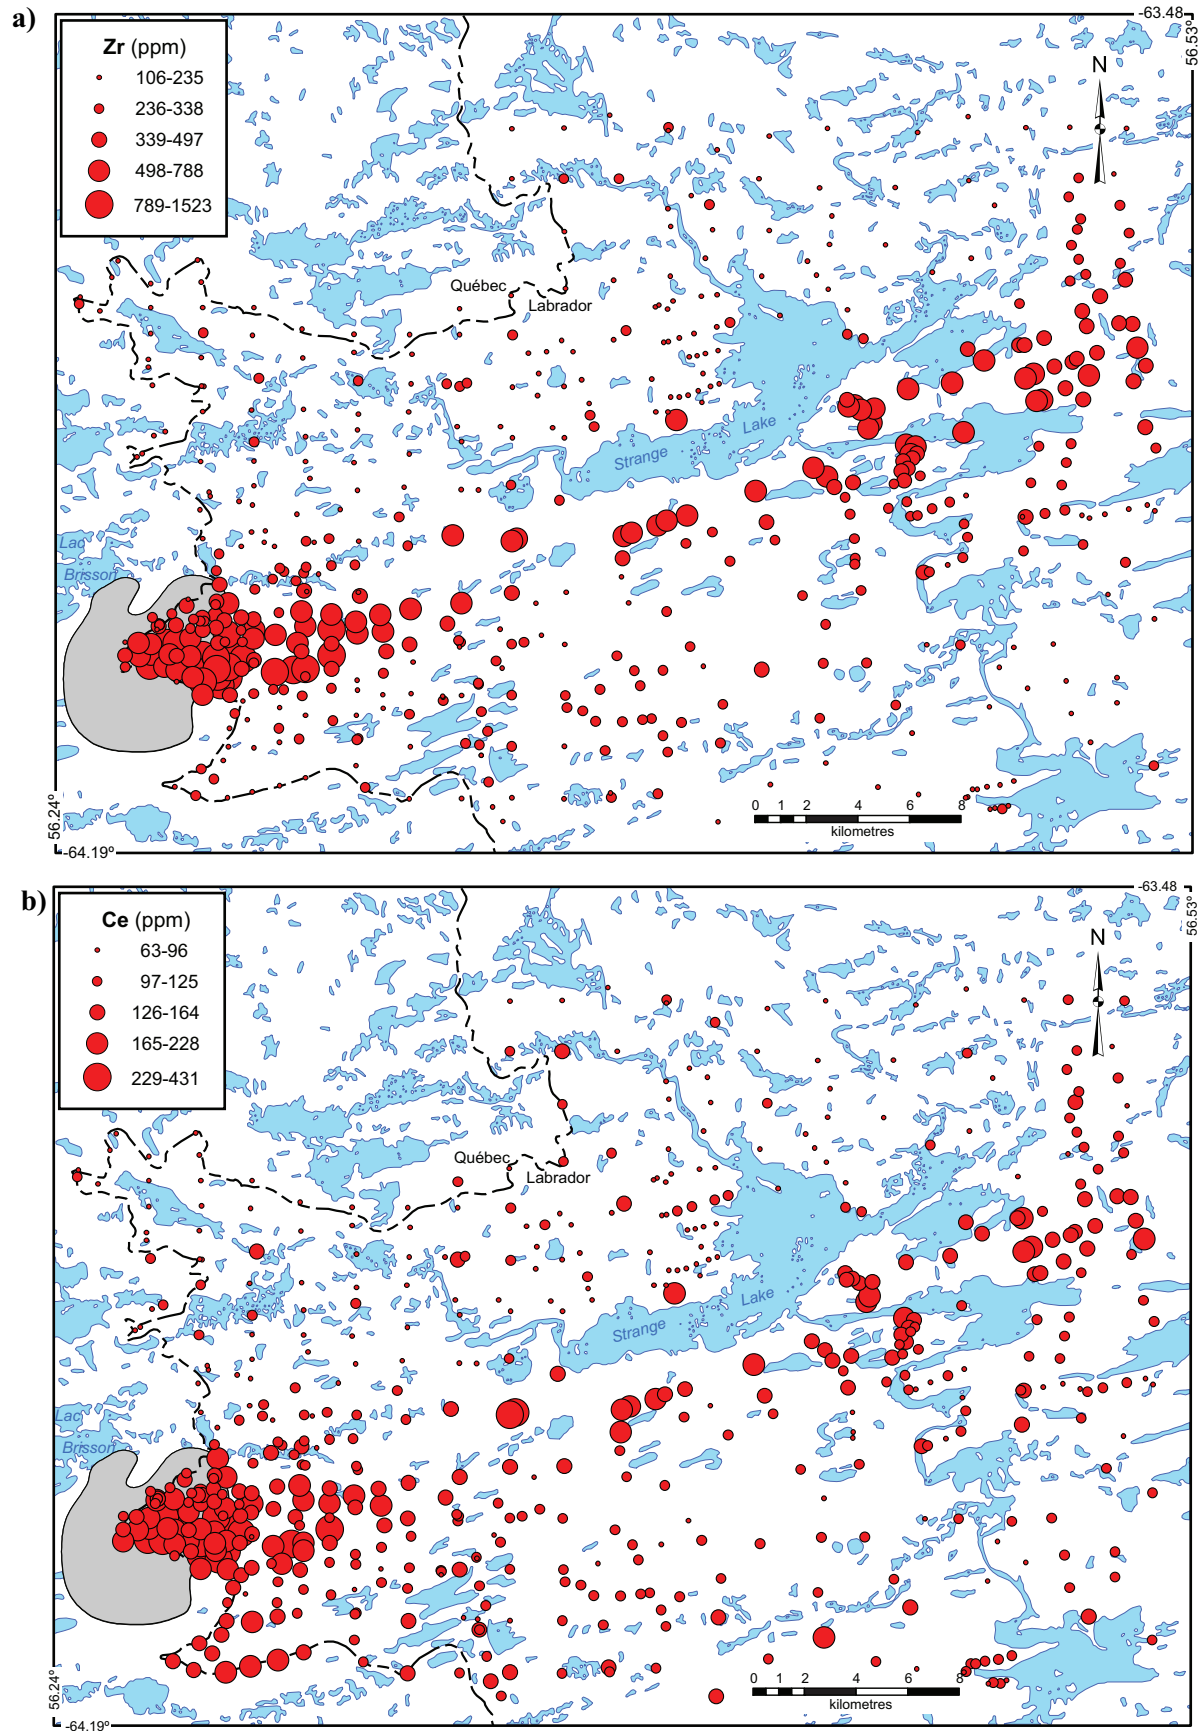 a)
-63.48
56.53°
Zr (ppm)
106-235
236-338
339-497
498-788
789-1523
N
Québec
Labrador
Lake
Strange
Lac
Brisson
0 1 2 4 6 8
kilometres
56.24°
-64.19°
b)
-63.48
56.53°
Ce (ppm)
63-96
97-125
126-164
165-228
229-431
N
Québec
Labrador
Lake
Strange
Lac
Brisson
0 1 2 4 6 8
kilometres
56.24°
-64.19°